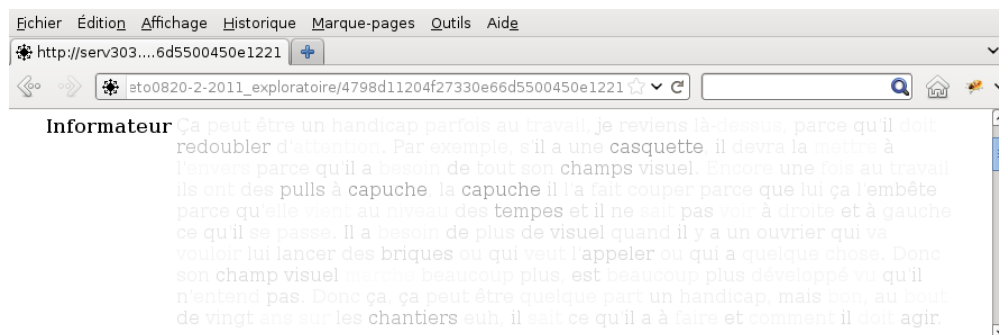 Fichier Édition Affichage Historique Marque-pages Outils Aide
http://serv303....6d5500450e1221
eto0820-2-2011_exploratoire/4798d11204f27330e66d5500450e1221
Informateur Ça peut être un handicap parfois au travail, je reviens là-dessus, parce qu'il doit
redoubler d'attention. Par exemple, s'il a une casquette, il devra la mettre à
l'envers parce qu'il a besoin de tout son champs visuel. Encore une fois au travail
ils ont des pulls à capuche, la capuche il l'a fait couper parce que lui ça l'embête
parce qu'elle vient au niveau des tempes et il ne sait pas voir à droite et à gauche
ce qu'il se passe. Il a besoin de plus de visuel quand il y a un ouvrier qui va
vouloir lui lancer des briques ou qui veut l'appeler ou qui a quelque chose. Donc
son champ visuel marche beaucoup plus, est beaucoup plus développé vu qu'il
n'entend pas. Donc ça, ça peut être quelque part un handicap, mais bon, au bout
de vingt ans sur les chantiers euh, il sait ce qu'il a à faire et comment il doit agir.